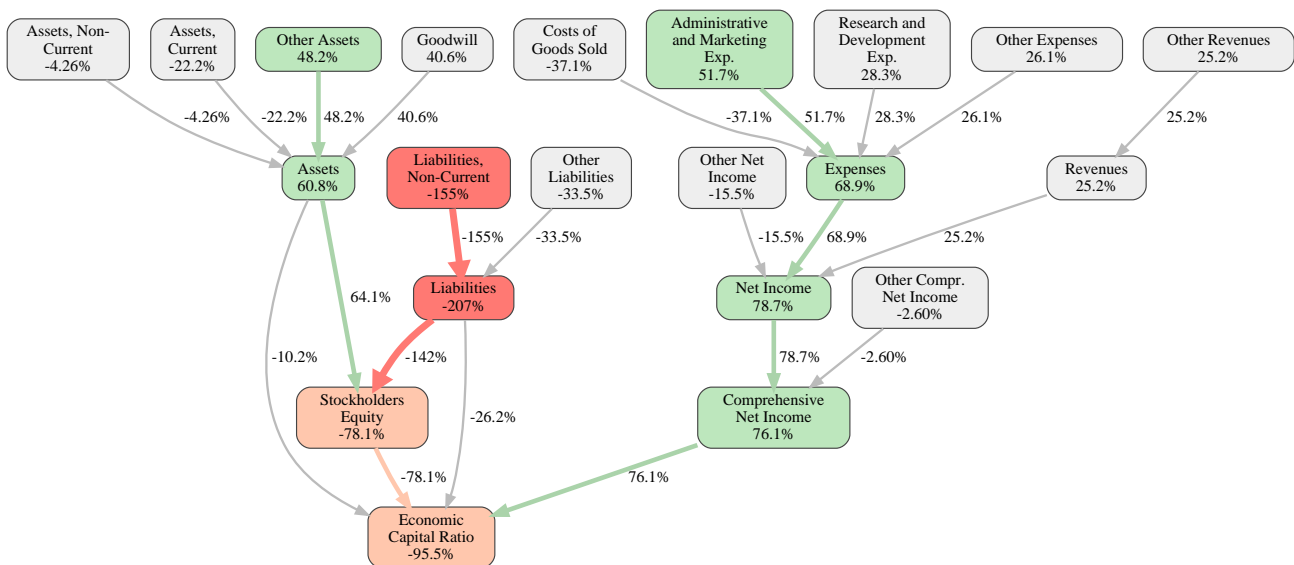 Assets, Non-
Current
-4.26%
Assets,
Current
-22.2%
Other Assets
48.2%
Goodwill
40.6%
Costs of
Goods Sold
-37.1%
Administrative
and Marketing
Exp.
51.7%
Research and
Development
Exp.
28.3%
Other Expenses
26.1%
Other Revenues
25.2%
-4.26%
-22.2%
48.2%
40.6%
-37.1%
51.7%
28.3%
26.1%
25.2%
Assets
60.8%
Liabilities,
Non-Current
-155%
Other
Liabilities
-33.5%
Other Net
Income
-15.5%
Expenses
68.9%
Revenues
25.2%
-155%
-33.5%
-15.5%
68.9%
25.2%
64.1%
Liabilities
-207%
Net Income
78.7%
Other Compr.
Net Income
-2.60%
-10.2%
-142%
78.7%
-2.60%
Stockholders
Equity
-78.1%
-26.2%
Comprehensive
Net Income
76.1%
-78.1%
76.1%
Economic
Capital Ratio
-95.5%